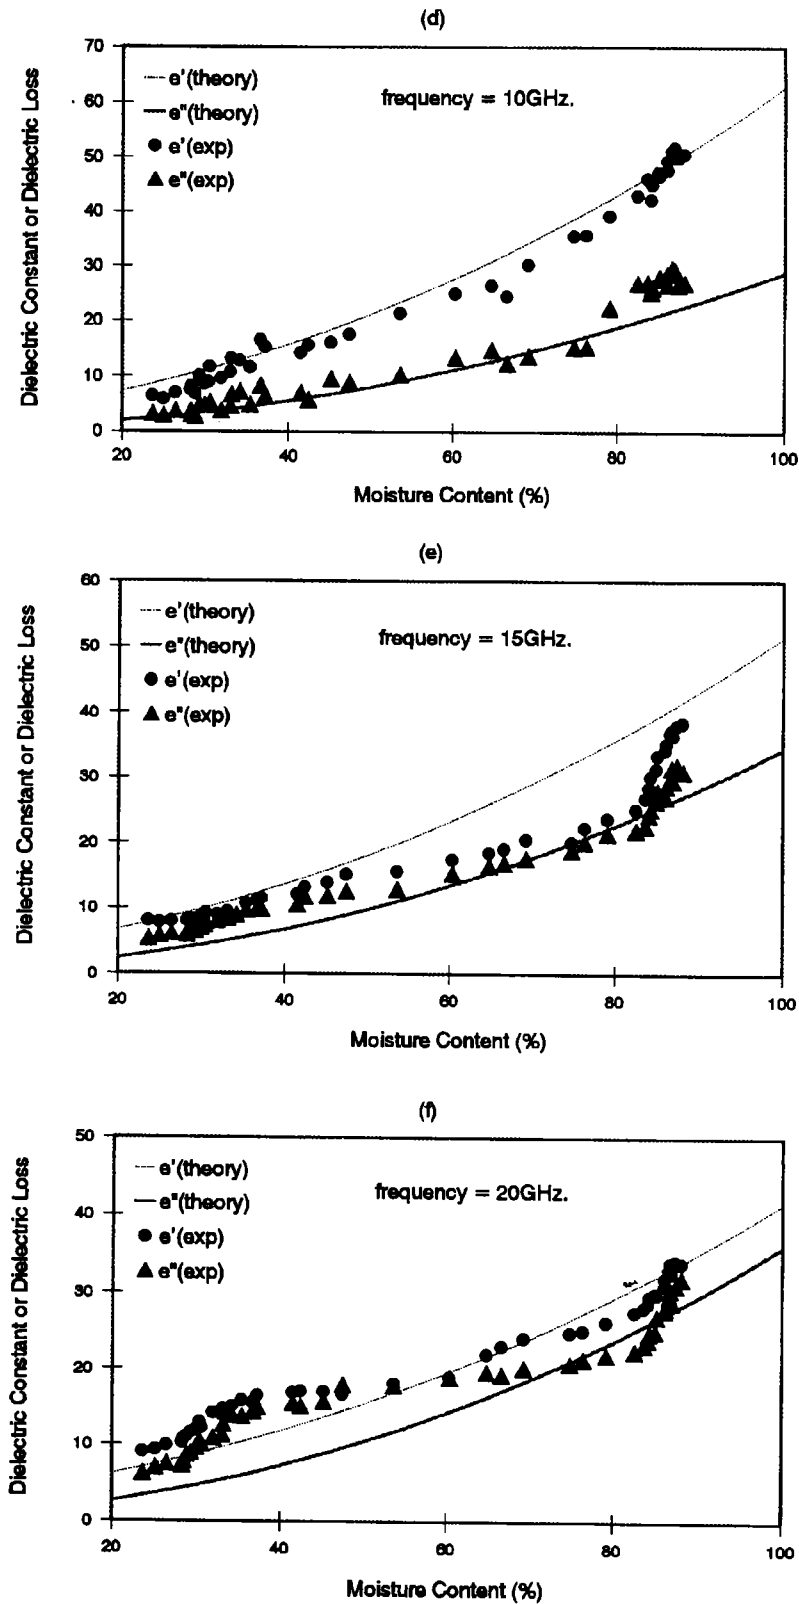 (d)
Dielectric Constant or Dielectric Loss
70
60
50
40
30
20
10
0
e'(theory)
e"(theory)
e'(exp)
e"(exp)
frequency = 10GHz.
20 40 60 80 100
Moisture Content (%)
(e)
Dielectric Constant or Dielectric Loss
60
50
40
30
20
10
0
e'(theory)
e"(theory)
e'(exp)
e"(exp)
frequency = 15GHz.
20 40 60 80 100
Moisture Content (%)
(f)
Dielectric Constant or Dielectric Loss
50
40
30
20
10
0
e'(theory)
e"(theory)
e'(exp)
e"(exp)
frequency = 20GHz.
20 40 60 80 100
Moisture Content (%)